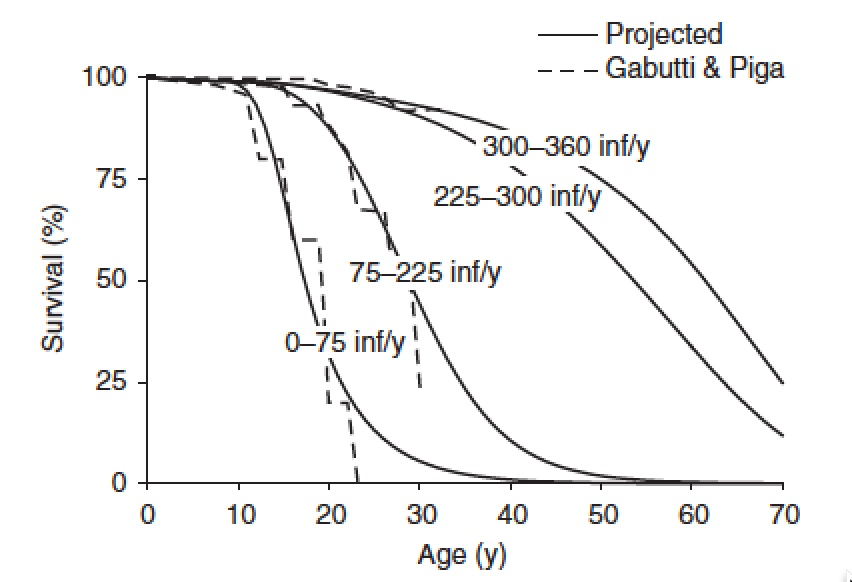 Projected
Gabutti & Piga
100
75
50
25
0
Survival (%)
300–360 inf/y
225–300 inf/y
75–225 inf/y
0–75 inf/y
0 10 20 30 40 50 60 70
Age (y)